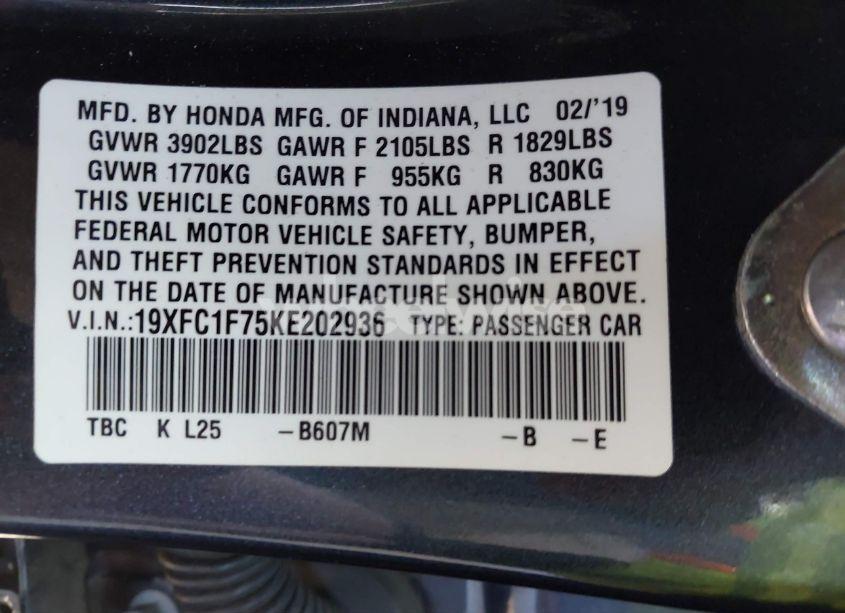 MFD. BY HONDA MFG. OF INDIANA, LLC 02/'19
GVWR 3902LBS GAWR F 2105LBS R 1829LBS
GVWR 1770KG GAWR F 955KG R 830KG
THIS VEHICLE CONFORMS TO ALL APPLICABLE
FEDERAL MOTOR VEHICLE SAFETY, BUMPER,
AND THEFT PREVENTION STANDARDS IN EFFECT
ON THE DATE OF MANUFACTURE SHOWN ABOVE.
V.I.N.:19XFC1F75KE202936 TYPE: PASSENGER CAR
TBC K L25 -B607M -B -E